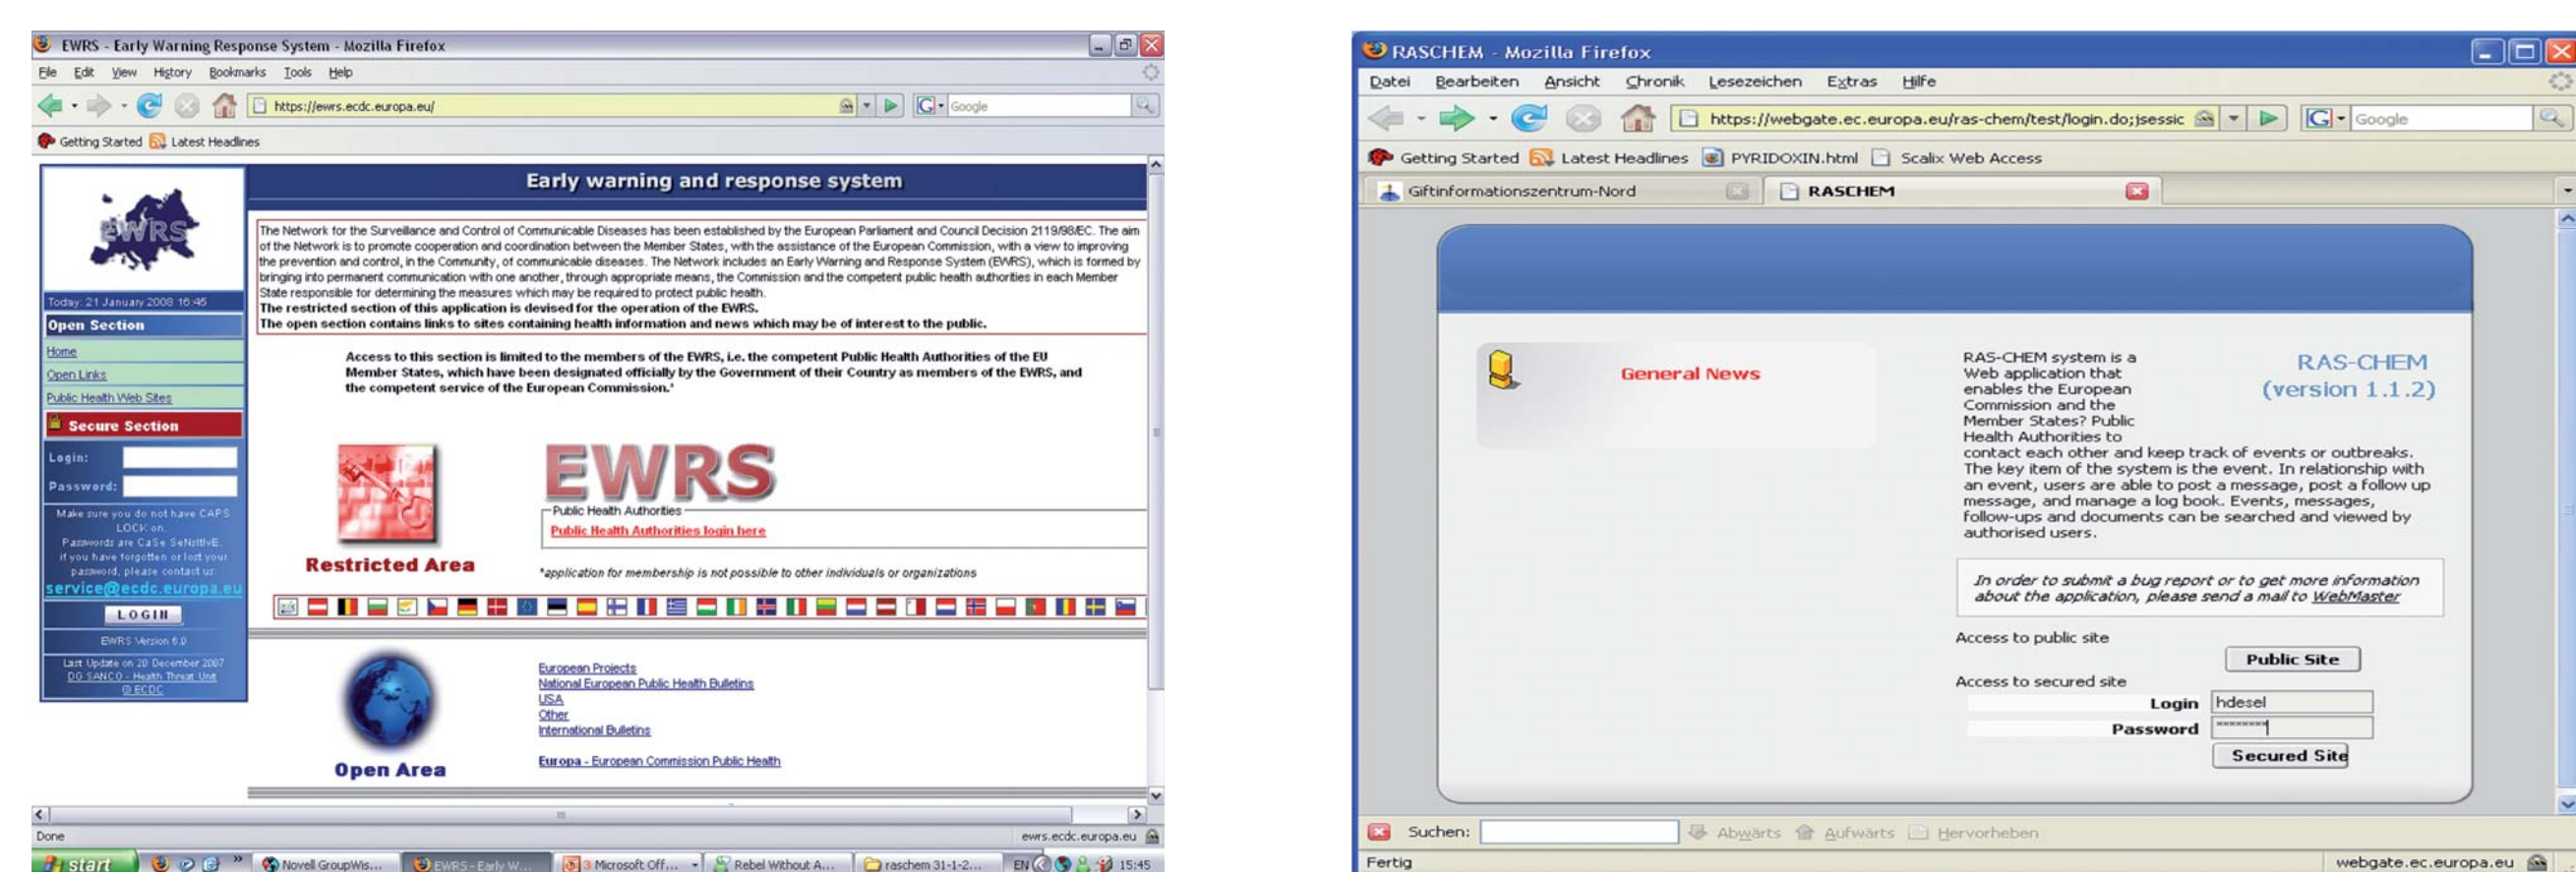 EWRS - Early Warning Response System - Mozilla Firefox
File Edit View History Bookmarks Tools Help
https://ewrs.ecdc.europa.eu/
G Google
Getting Started Latest Headlines
EWRS
Today: 21 January 2008 16:45
Open Section
Home
Open Links
Public Health Web Sites
Secure Section
Login:
Password:
Make sure you do not have CAPS
LOCK on.
Passwords are CaSe SeNsItIvE.
if you have forgotten or lost your
password, please contact us:
service@ecdc.europa.eu
LOGIN
EWRS Version 6.0
Last Update on 20 December 2007
DG SANCO - Health Threat Unit
@ ECDC
Early warning and response system
The Network for the Surveillance and Control of Communicable Diseases has been established by the European Parliament and Council Decision 2119/98/EC. The aim
of the Network is to promote cooperation and coordination between the Member States, with the assistance of the European Commission, with a view to improving
the prevention and control, in the Community, of communicable diseases. The Network includes an Early Warning and Response System (EWRS), which is formed by
bringing into permanent communication with one another, through appropriate means, the Commission and the competent public health authorities in each Member
State responsible for determining the measures which may be required to protect public health.
The restricted section of this application is devised for the operation of the EWRS.
The open section contains links to sites containing health information and news which may be of interest to the public.
Access to this section is limited to the members of the EWRS, i.e. the competent Public Health Authorities of the EU
Member States, which have been designated officially by the Government of their Country as members of the EWRS, and
the competent service of the European Commission.*
EWRS
Public Health Authorities
Public Health Authorities login here
Restricted Area
*application for membership is not possible to other individuals or organizations
European Projects
National European Public Health Bulletins
USA
Other
International Bulletins
Europa - European Commission Public Health
Open Area
Done
ewrs.ecdc.europa.eu
start
Novell GroupWis...
EWRS - Early W...
3 Microsoft Off...
Rebel Without A...
raschem 31-1-2...
EN
15:45
RASCHEM - Mozilla Firefox
Datei Bearbeiten Ansicht Chronik Lesezeichen Extras Hilfe
https://webgate.ec.europa.eu/ras-chem/test/login.do;jsessic
G Google
Getting Started Latest Headlines PYRIDOXIN.html Scalix Web Access
Giftinformationszentrum-Nord
RASCHEM
General News
RAS-CHEM
(version 1.1.2)
RAS-CHEM system is a
Web application that
enables the European
Commission and the
Member States? Public
Health Authorities to
contact each other and keep track of events or outbreaks.
The key item of the system is the event. In relationship with
an event, users are able to post a message, post a follow up
message, and manage a log book. Events, messages,
follow-ups and documents can be searched and viewed by
authorised users.
In order to submit a bug report or to get more information
about the application, please send a mail to WebMaster
Access to public site
Public Site
Access to secured site
Login hdesel
Password ********
Secured Site
Suchen: Abwärts Aufwärts Hervorheben
Fertig
webgate.ec.europa.eu